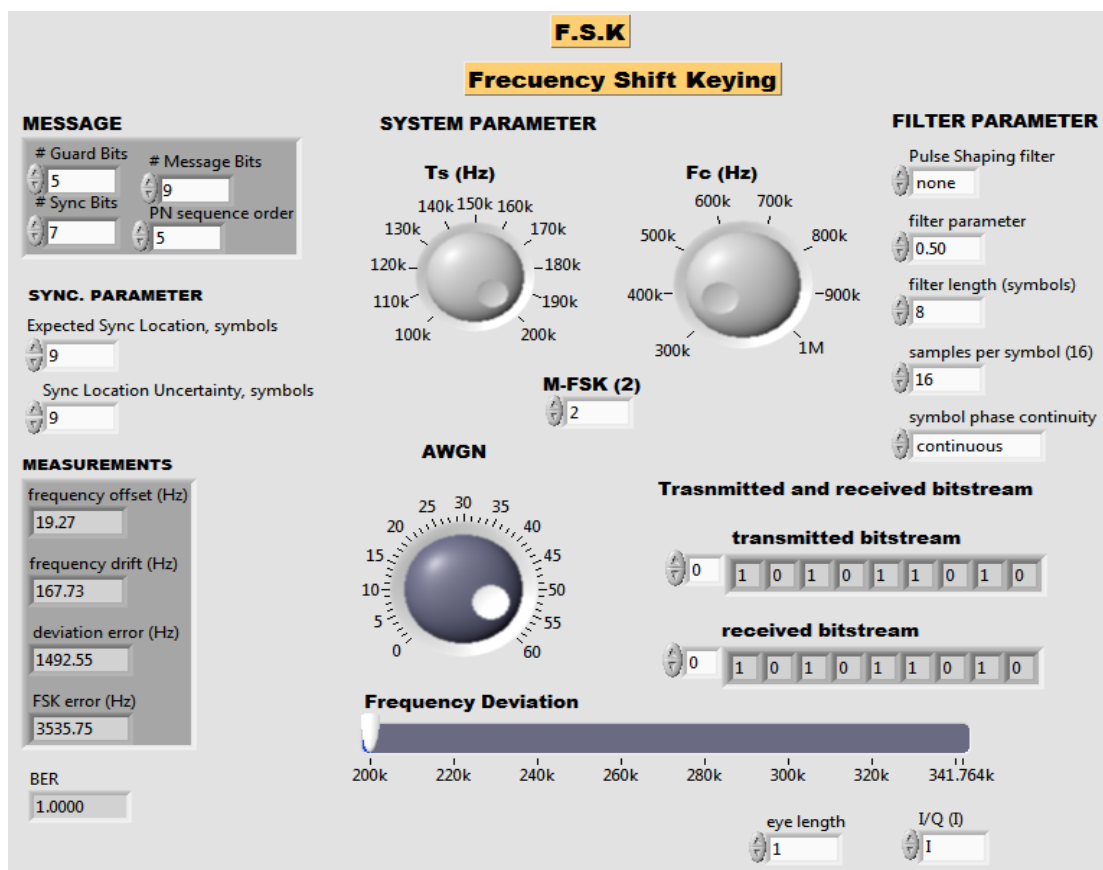 F.S.K
Frecuency Shift Keying
MESSAGE
# Guard Bits
5
# Message Bits
9
# Sync Bits
7
PN sequence order
5
SYNC. PARAMETER
Expected Sync Location, symbols
9
Sync Location Uncertainty, symbols
9
MEASUREMENTS
frequency offset (Hz)
19.27
frequency drift (Hz)
167.73
deviation error (Hz)
1492.55
FSK error (Hz)
3535.75
BER
1.0000
SYSTEM PARAMETER
Ts (Hz)
100k 110k 120k 130k 140k 150k 160k 170k 180k 190k 200k
Fc (Hz)
300k 400k 500k 600k 700k 800k 900k 1M
M-FSK (2)
2
AWGN
0 5 10 15 20 25 30 35 40 45 50 55 60
FILTER PARAMETER
Pulse Shaping filter
none
filter parameter
0.50
filter length (symbols)
8
samples per symbol (16)
16
symbol phase continuity
continuous
Trasnmitted and received bitstream
transmitted bitstream
0 1 0 1 0 1 1 0 1 0
received bitstream
0 1 0 1 0 1 1 0 1 0
Frequency Deviation
200k 220k 240k 260k 280k 300k 320k 341.764k
eye length
1
I/Q (I)
I